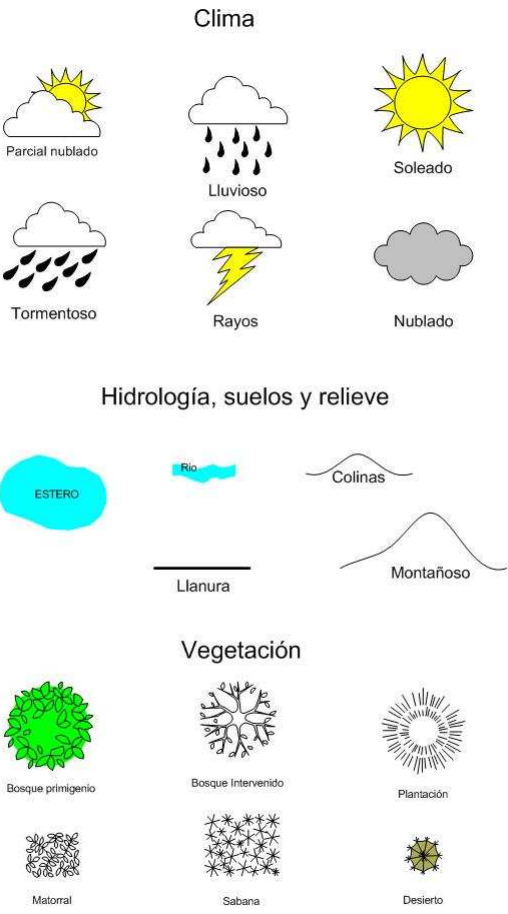 Clima
Parcial nublado
Lluvioso
Soleado
Tormentoso
Rayos
Nublado
Hidrología, suelos y relieve
ESTERO
Río
Colinas
Llanura
Montañoso
Vegetación
Bosque primigenio
Bosque Intervenido
Plantación
Matorral
Sabana
Desierto